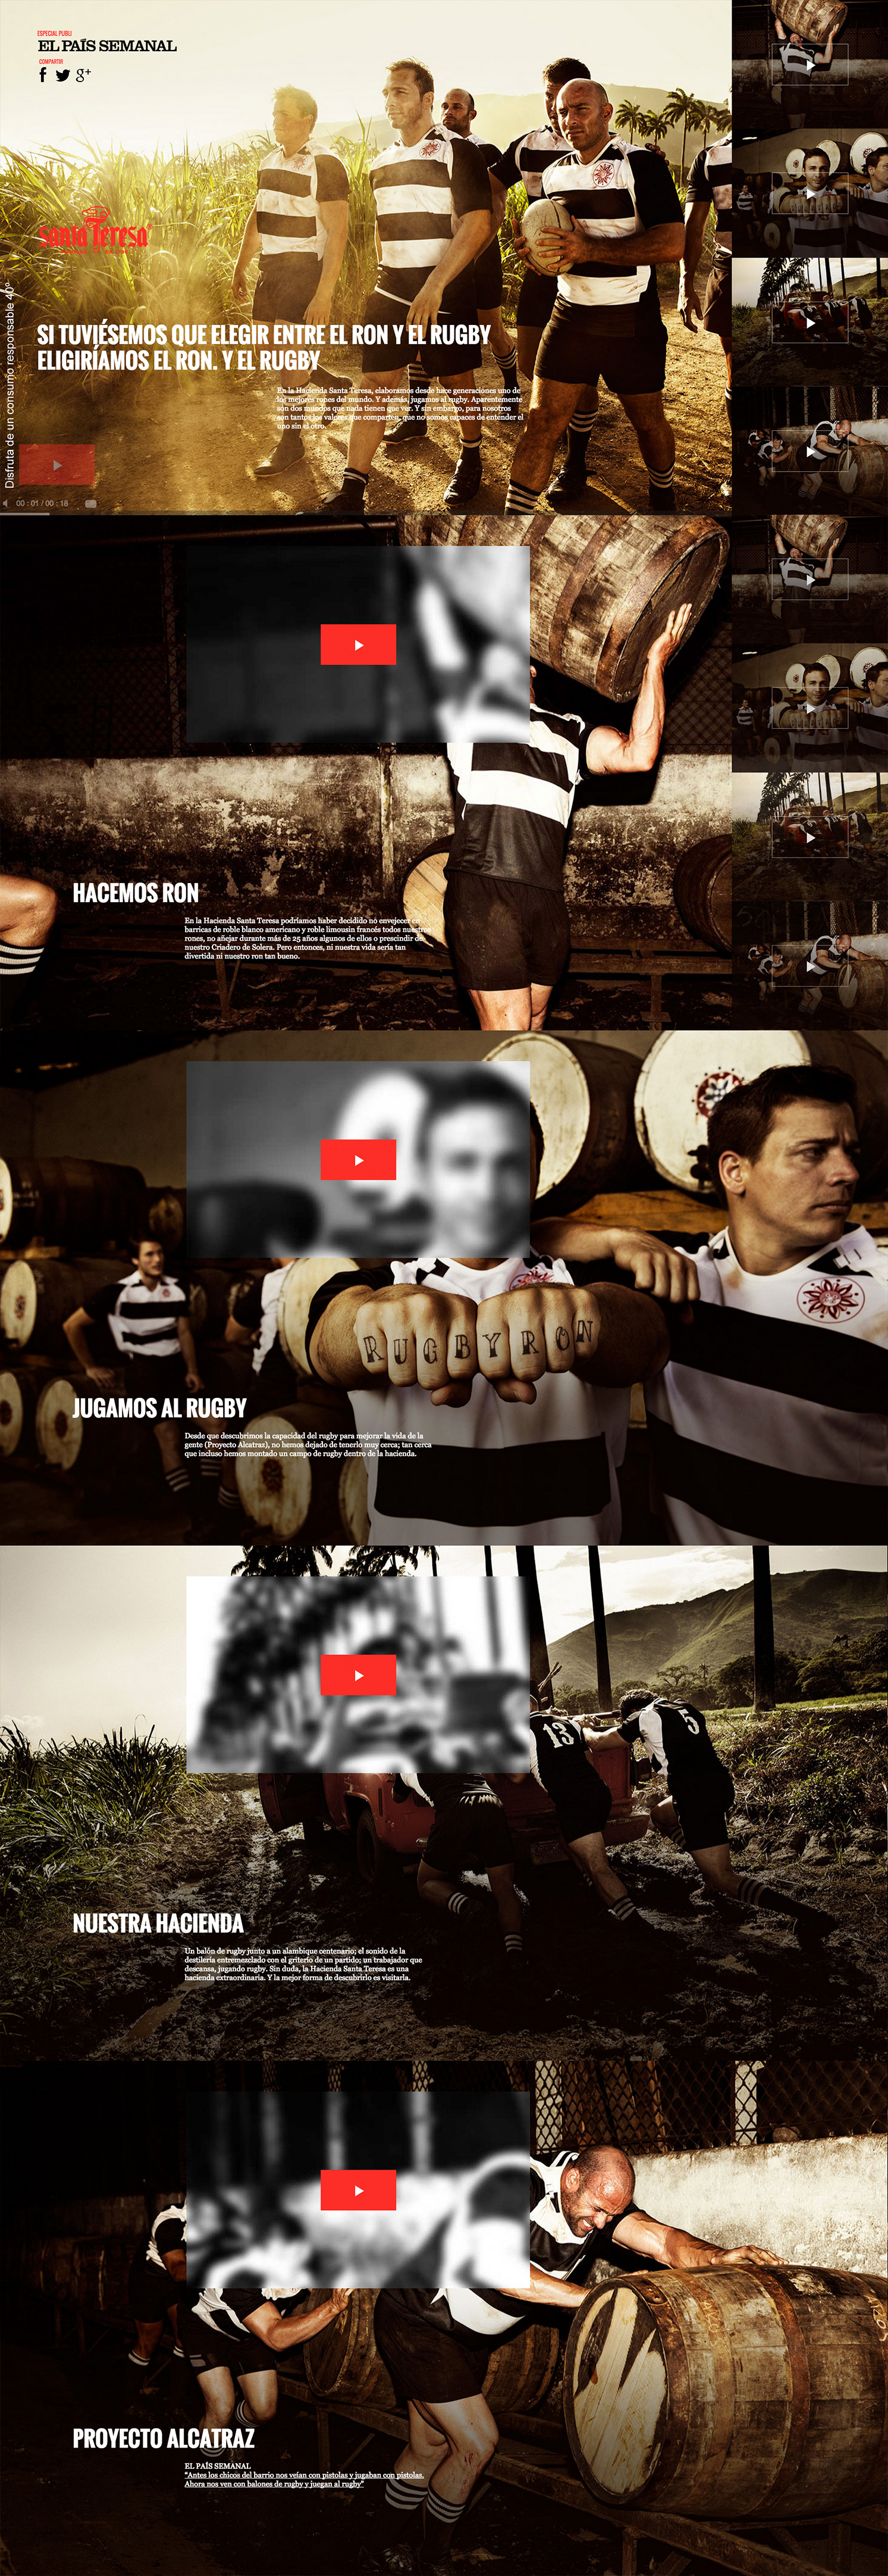 ESPECIAL PUBLI
EL PAÍS SEMANAL
COMPARTIR
f g+
Santa Teresa®
Disfruta de un consumo responsable 40º
SI TUVIÉSEMOS QUE ELEGIR ENTRE EL RON Y EL RUGBY
ELIGIRÍAMOS EL RON. Y EL RUGBY
En la Hacienda Santa Teresa, elaboramos desde hace generaciones uno de
los mejores rones del mundo. Y además, jugamos al rugby. Aparentemente
son dos mundos que nada tienen que ver. Y sin embargo, para nosotros
son tantos los valores que comparten, que no somos capaces de entender el
uno sin el otro.
00 : 01 / 00 : 18
HACEMOS RON
En la Hacienda Santa Teresa podríamos haber decidido no envejecer en
barricas de roble blanco americano y roble limousin francés todos nuestros
rones, no añejar durante más de 25 años algunos de ellos o prescindir de
nuestro Criadero de Solera. Pero entonces, ni nuestra vida sería tan
divertida ni nuestro ron tan bueno.
RUGBYRON
JUGAMOS AL RUGBY
Desde que descubrimos la capacidad del rugby para mejorar la vida de la
gente (Proyecto Alcatraz), no hemos dejado de tenerlo muy cerca; tan cerca
que incluso hemos montado un campo de rugby dentro de la hacienda.
13
5
NUESTRA HACIENDA
Un balón de rugby junto a un alambique centenario; el sonido de la
destilería entremezclado con el griterío de un partido; un trabajador que
descansa, jugando rugby. Sin duda, la Hacienda Santa Teresa es una
hacienda extraordinaria. Y la mejor forma de descubrirlo es visitarla.
PROYECTO ALCATRAZ
EL PAÍS SEMANAL
"Antes los chicos del barrio nos veían con pistolas y jugaban con pistolas.
Ahora nos ven con balones de rugby y juegan al rugby"